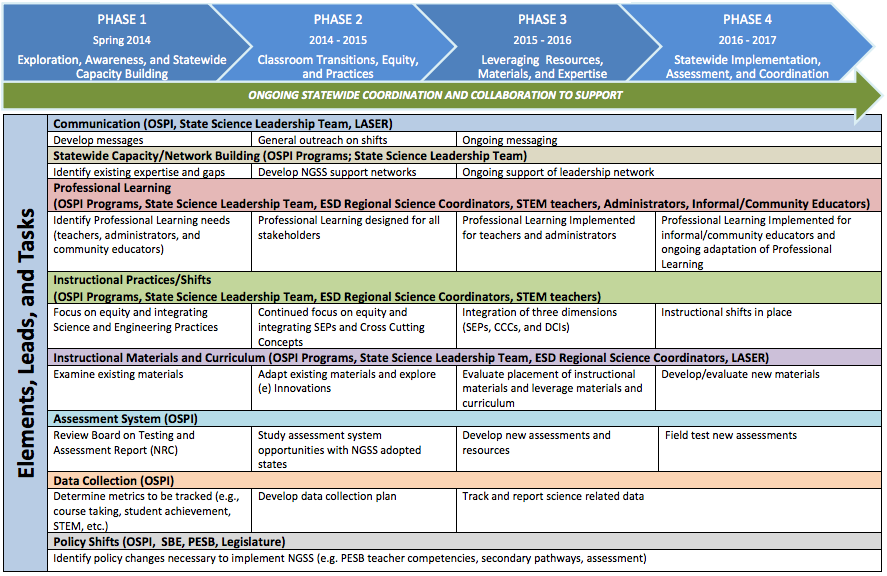 PHASE 1
Spring 2014
Exploration, Awareness, and Statewide
Capacity Building
PHASE 2
2014 - 2015
Classroom Transitions, Equity,
and Practices
PHASE 3
2015 - 2016
Leveraging Resources,
Materials, and Expertise
PHASE 4
2016 - 2017
Statewide Implementation,
Assessment, and Coordination
ONGOING STATEWIDE COORDINATION AND COLLABORATION TO SUPPORT
Elements, Leads, and Tasks
Communication (OSPI, State Science Leadership Team, LASER)
Develop messages
General outreach on shifts
Ongoing messaging
Statewide Capacity/Network Building (OSPI Programs; State Science Leadership Team)
Identify existing expertise and gaps
Develop NGSS support networks
Ongoing support of leadership network
Professional Learning
(OSPI Programs, State Science Leadership Team, ESD Regional Science Coordinators, STEM teachers, Administrators, Informal/Community Educators)
Identify Professional Learning needs
(teachers, administrators, and
community educators)
Professional Learning designed for all
stakeholders
Professional Learning Implemented
for teachers and administrators
Professional Learning Implemented for
informal/community educators and
ongoing adaptation of Professional
Learning
Instructional Practices/Shifts
(OSPI Programs, State Science Leadership Team, ESD Regional Science Coordinators, STEM teachers)
Focus on equity and integrating
Science and Engineering Practices
Continued focus on equity and
integrating SEPs and Cross Cutting
Concepts
Integration of three dimensions
(SEPs, CCCs, and DCIs)
Instructional shifts in place
Instructional Materials and Curriculum (OSPI Programs, State Science Leadership Team, ESD Regional Science Coordinators, LASER)
Examine existing materials
Adapt existing materials and explore
(e) Innovations
Evaluate placement of instructional
materials and leverage materials and
curriculum
Develop/evaluate new materials
Assessment System (OSPI)
Review Board on Testing and
Assessment Report (NRC)
Study assessment system
opportunities with NGSS adopted
states
Develop new assessments and
resources
Field test new assessments
Data Collection (OSPI)
Determine metrics to be tracked (e.g.,
course taking, student achievement,
STEM, etc.)
Develop data collection plan
Track and report science related data
Policy Shifts (OSPI, SBE, PESB, Legislature)
Identify policy changes necessary to implement NGSS (e.g. PESB teacher competencies, secondary pathways, assessment)